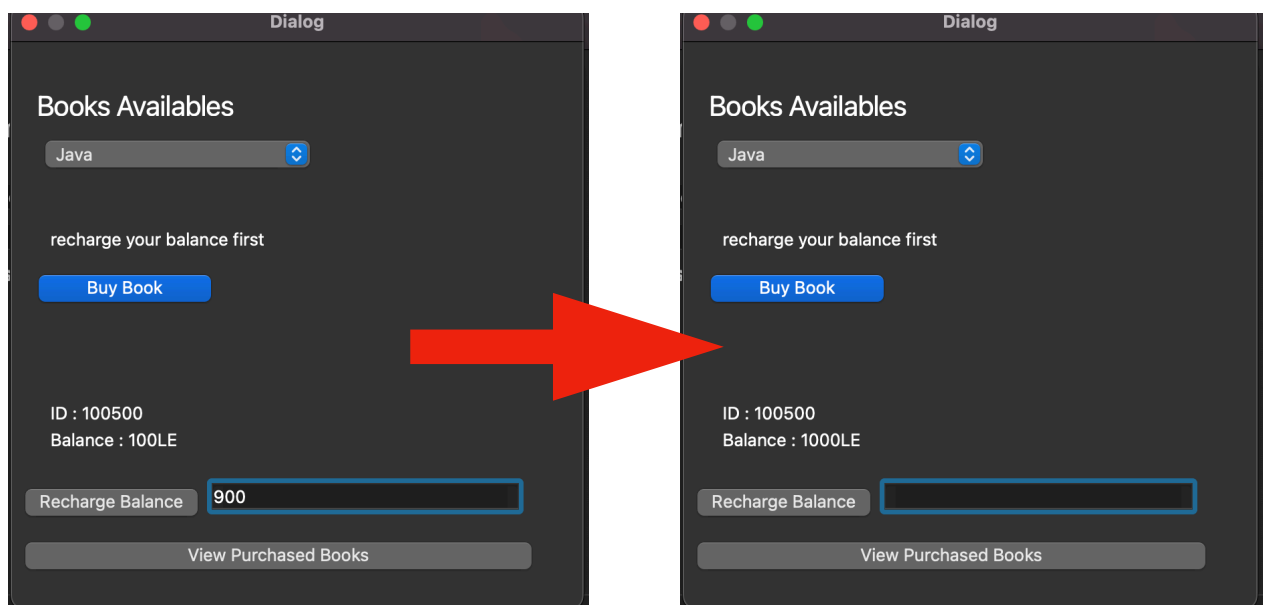 Dialog
Books Availables
Java
recharge your balance first
Buy Book
ID : 100500
Balance : 100LE
Recharge Balance
900
View Purchased Books
Dialog
Books Availables
Java
recharge your balance first
Buy Book
ID : 100500
Balance : 1000LE
Recharge Balance
View Purchased Books